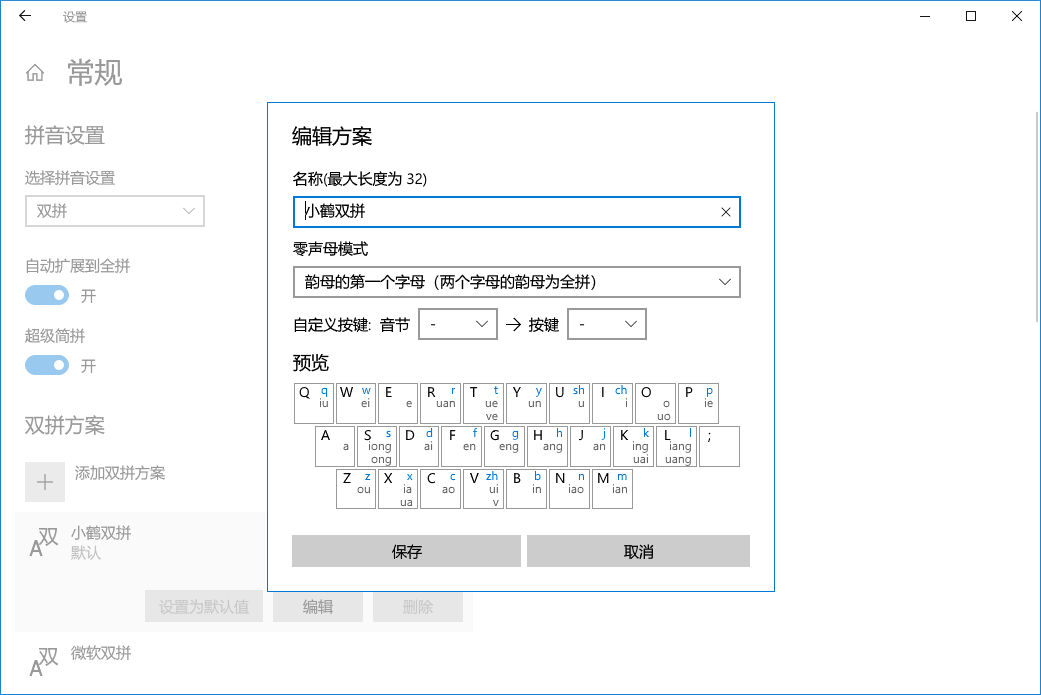 设置
常规
拼音设置
选择拼音设置
双拼
自动扩展到全拼
开
超级简拼
开
双拼方案
添加双拼方案
双A 小鹤双拼
默认
设置为默认值 编辑 删除
双A 微软双拼
编辑方案
名称(最大长度为 32)
小鹤双拼
零声母模式
韵母的第一个字母（两个字母的韵母为全拼）
自定义按键: 音节 - → 按键 -
预览
Q q iu W w ei E e R r uan T t ue ve Y y un U sh u I ch i O o uo P p ie
A a S s iong ong D d ai F f en G g eng H h ang J j an K k ing uai L l iang uang ;
Z z ou X x ia ua C c ao V zh ui v B b in N n iao M m ian
保存 取消